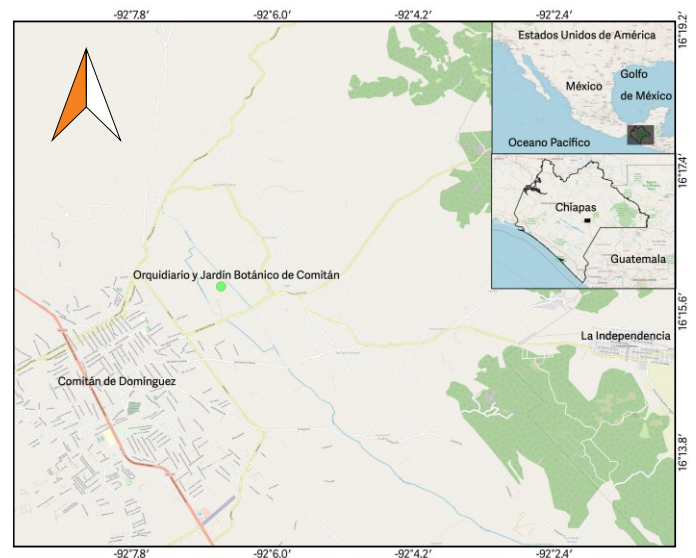 -92°7.8′
-92°6.0′
-92°4.2′
-92°2.4′
16°19.2′
Estados Unidos de América
México
Golfo
de México
Oceano Pacífico
16°17.4′
Chiapas
Guatemala
Orquidiario y Jardín Botánico de Comitán
16°15.6′
La Independencia
Comitán de Domínguez
16°13.8′
-92°7.8′
-92°6.0′
-92°4.2′
-92°2.4′